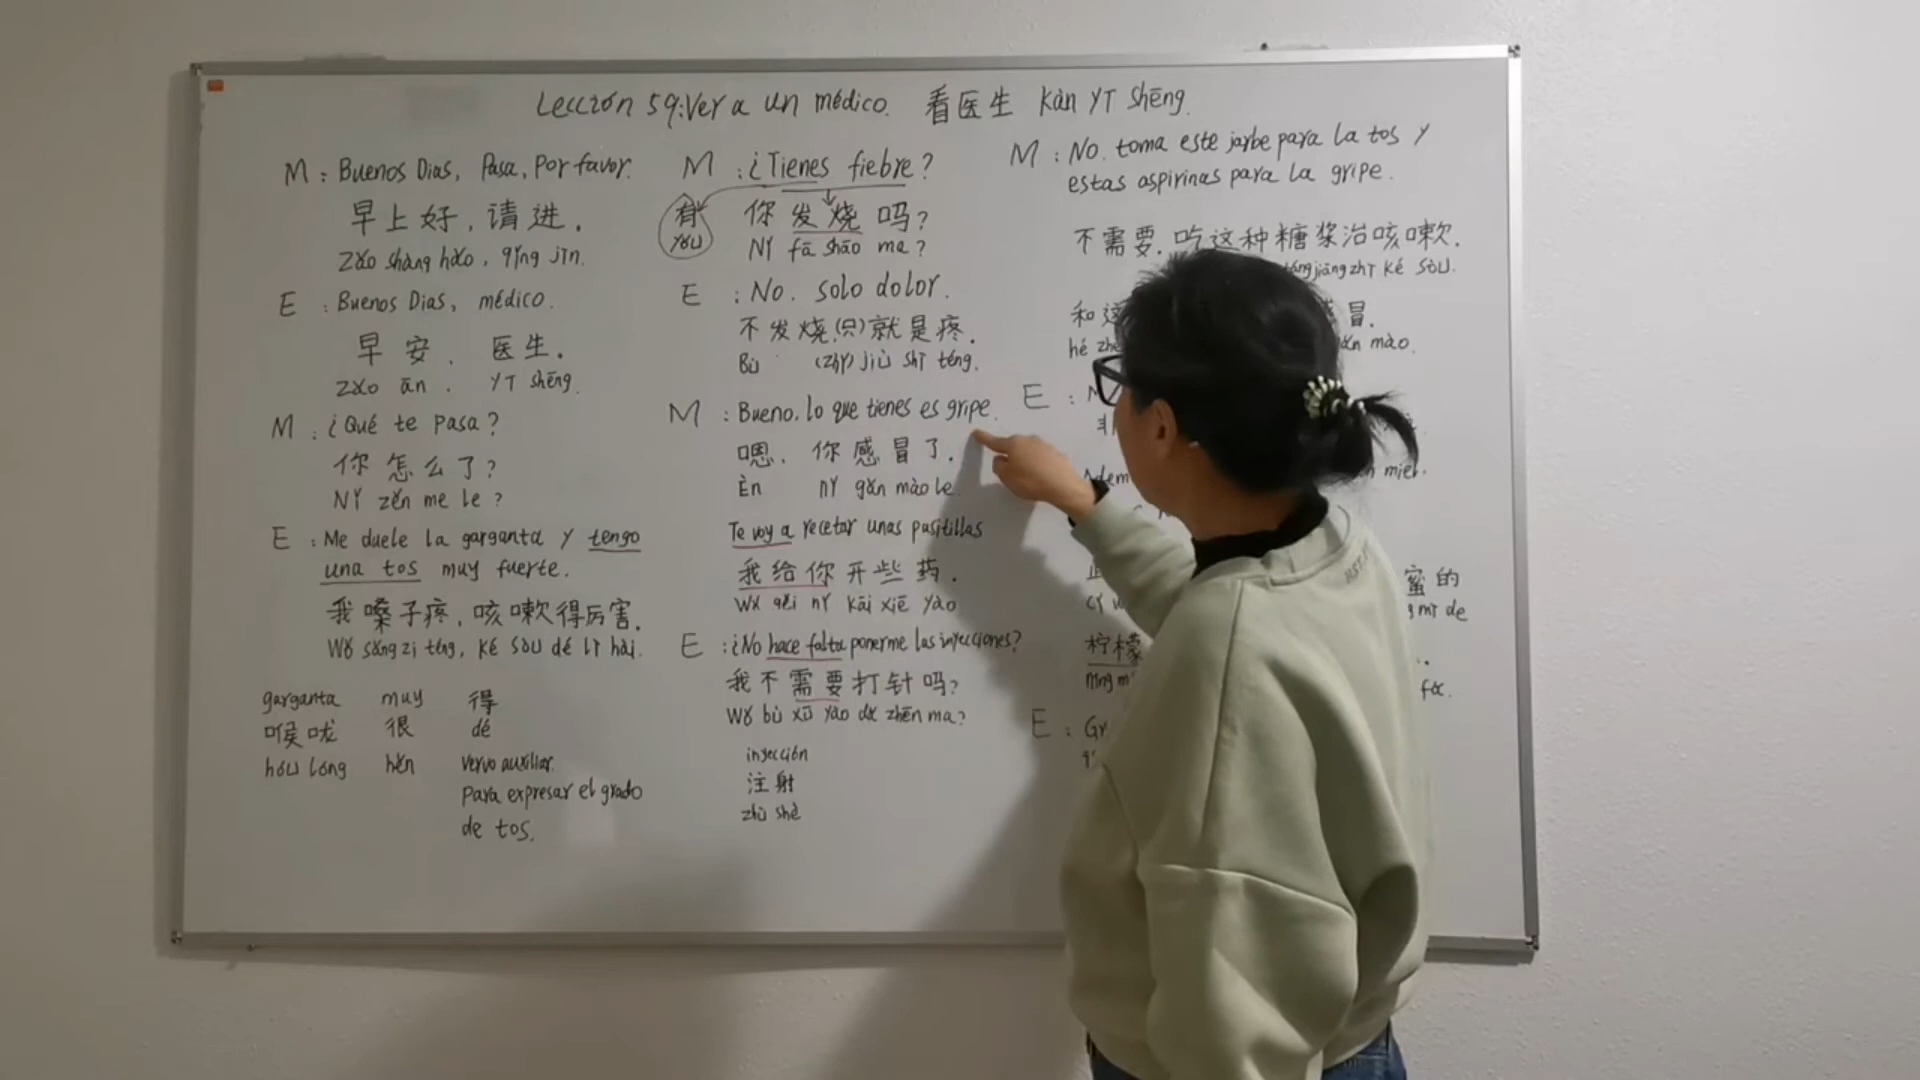 Lección 59: Ver a un médico. 看医生 kàn yī shēng.
M: Buenos Dias, Pasa, Por favor.
早上好,请进.
zǎo shàng hǎo, qǐng jìn.
E: Buenos Dias, médico.
早安. 医生.
zǎo ān. yī shēng.
M: ¿Qué te pasa?
你怎么了?
Nǐ zěn me le?
E: Me duele la garganta y tengo
una tos muy fuerte.
我嗓子疼,咳嗽得厉害.
Wǒ sǎng zi téng, ké sòu dé lì hài.
garganta muy 得
喉咙 很 dé
hóu lóng hěn vervo auxiliar.
Para expresar el grado
de tos.
M: ¿Tienes fiebre?
有 你发烧吗?
yǒu Nǐ fā shāo ma?
E: No. solo dolor.
不发烧,(只)就是疼.
Bù (zhǐ) jiù shì téng.
M: Bueno. lo que tienes es gripe.
嗯. 你感冒了.
Èn nǐ gǎn mào le.
Te voy a recetar unas pastillas
我给你开些药.
wǒ gěi nǐ kāi xiē yào
E: ¿No hace falta ponerme las inyecciones?
我不需要打针吗?
Wǒ bù xū yào dǎ zhēn ma?
inyección
注射
zhù shè
M: No. toma este jarbe para la tos y
estas aspirinas para la gripe.
不需要.吃这种糖浆治咳嗽.
táng jiāng zhì ké sòu.
和这 冒.
hé zhè gǎn mào.
E:
miel.
蜜的
mì de
柠檬
níng m
E: Gr